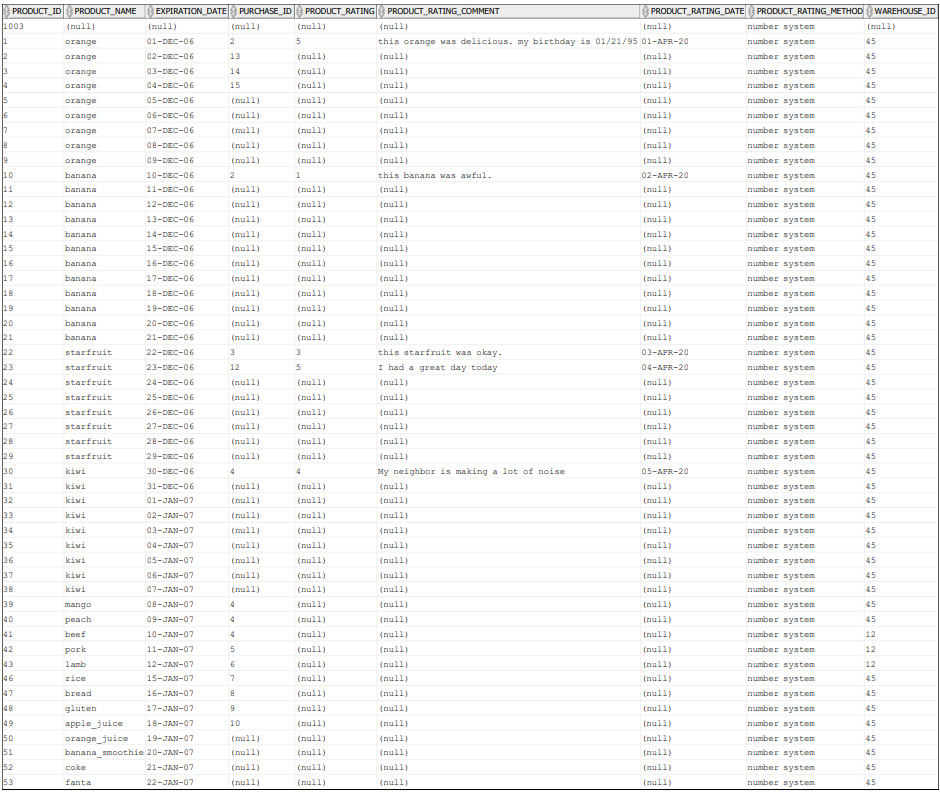 PRODUCT_ID PRODUCT_NAME EXPIRATION_DATE PURCHASE_ID PRODUCT_RATING PRODUCT_RATING_COMMENT PRODUCT_RATING_DATE PRODUCT_RATING_METHOD WAREHOUSE_ID
1003 (null) (null) (null) (null) (null) (null) number system (null)
1 orange 01-DEC-06 2 5 this orange was delicious. my birthday is 01/21/95 01-APR-20 number system 45
2 orange 02-DEC-06 13 (null) (null) (null) number system 45
3 orange 03-DEC-06 14 (null) (null) (null) number system 45
4 orange 04-DEC-06 15 (null) (null) (null) number system 45
5 orange 05-DEC-06 (null) (null) (null) (null) number system 45
6 orange 06-DEC-06 (null) (null) (null) (null) number system 45
7 orange 07-DEC-06 (null) (null) (null) (null) number system 45
8 orange 08-DEC-06 (null) (null) (null) (null) number system 45
9 orange 09-DEC-06 (null) (null) (null) (null) number system 45
10 banana 10-DEC-06 2 1 this banana was awful. 02-APR-20 number system 45
11 banana 11-DEC-06 (null) (null) (null) (null) number system 45
12 banana 12-DEC-06 (null) (null) (null) (null) number system 45
13 banana 13-DEC-06 (null) (null) (null) (null) number system 45
14 banana 14-DEC-06 (null) (null) (null) (null) number system 45
15 banana 15-DEC-06 (null) (null) (null) (null) number system 45
16 banana 16-DEC-06 (null) (null) (null) (null) number system 45
17 banana 17-DEC-06 (null) (null) (null) (null) number system 45
18 banana 18-DEC-06 (null) (null) (null) (null) number system 45
19 banana 19-DEC-06 (null) (null) (null) (null) number system 45
20 banana 20-DEC-06 (null) (null) (null) (null) number system 45
21 banana 21-DEC-06 (null) (null) (null) (null) number system 45
22 starfruit 22-DEC-06 3 3 this starfruit was okay. 03-APR-20 number system 45
23 starfruit 23-DEC-06 12 5 I had a great day today 04-APR-20 number system 45
24 starfruit 24-DEC-06 (null) (null) (null) (null) number system 45
25 starfruit 25-DEC-06 (null) (null) (null) (null) number system 45
26 starfruit 26-DEC-06 (null) (null) (null) (null) number system 45
27 starfruit 27-DEC-06 (null) (null) (null) (null) number system 45
28 starfruit 28-DEC-06 (null) (null) (null) (null) number system 45
29 starfruit 29-DEC-06 (null) (null) (null) (null) number system 45
30 kiwi 30-DEC-06 4 4 My neighbor is making a lot of noise 05-APR-20 number system 45
31 kiwi 31-DEC-06 (null) (null) (null) (null) number system 45
32 kiwi 01-JAN-07 (null) (null) (null) (null) number system 45
33 kiwi 02-JAN-07 (null) (null) (null) (null) number system 45
34 kiwi 03-JAN-07 (null) (null) (null) (null) number system 45
35 kiwi 04-JAN-07 (null) (null) (null) (null) number system 45
36 kiwi 05-JAN-07 (null) (null) (null) (null) number system 45
37 kiwi 06-JAN-07 (null) (null) (null) (null) number system 45
38 kiwi 07-JAN-07 (null) (null) (null) (null) number system 45
39 mango 08-JAN-07 4 (null) (null) (null) number system 45
40 peach 09-JAN-07 4 (null) (null) (null) number system 45
41 beef 10-JAN-07 4 (null) (null) (null) number system 12
42 pork 11-JAN-07 5 (null) (null) (null) number system 12
43 lamb 12-JAN-07 6 (null) (null) (null) number system 12
46 rice 15-JAN-07 7 (null) (null) (null) number system 45
47 bread 16-JAN-07 8 (null) (null) (null) number system 45
48 gluten 17-JAN-07 9 (null) (null) (null) number system 45
49 apple_juice 18-JAN-07 10 (null) (null) (null) number system 45
50 orange_juice 19-JAN-07 (null) (null) (null) (null) number system 45
51 banana_smoothie 20-JAN-07 (null) (null) (null) (null) number system 45
52 coke 21-JAN-07 (null) (null) (null) (null) number system 45
53 fanta 22-JAN-07 (null) (null) (null) (null) number system 45